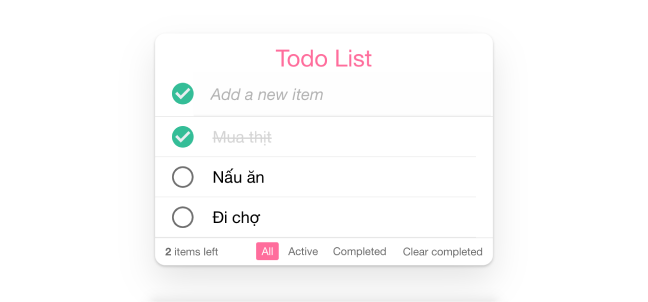 Todo List
Add a new item
Mua thịt
Nấu ăn
Đi chợ
2 items left All Active Completed Clear completed